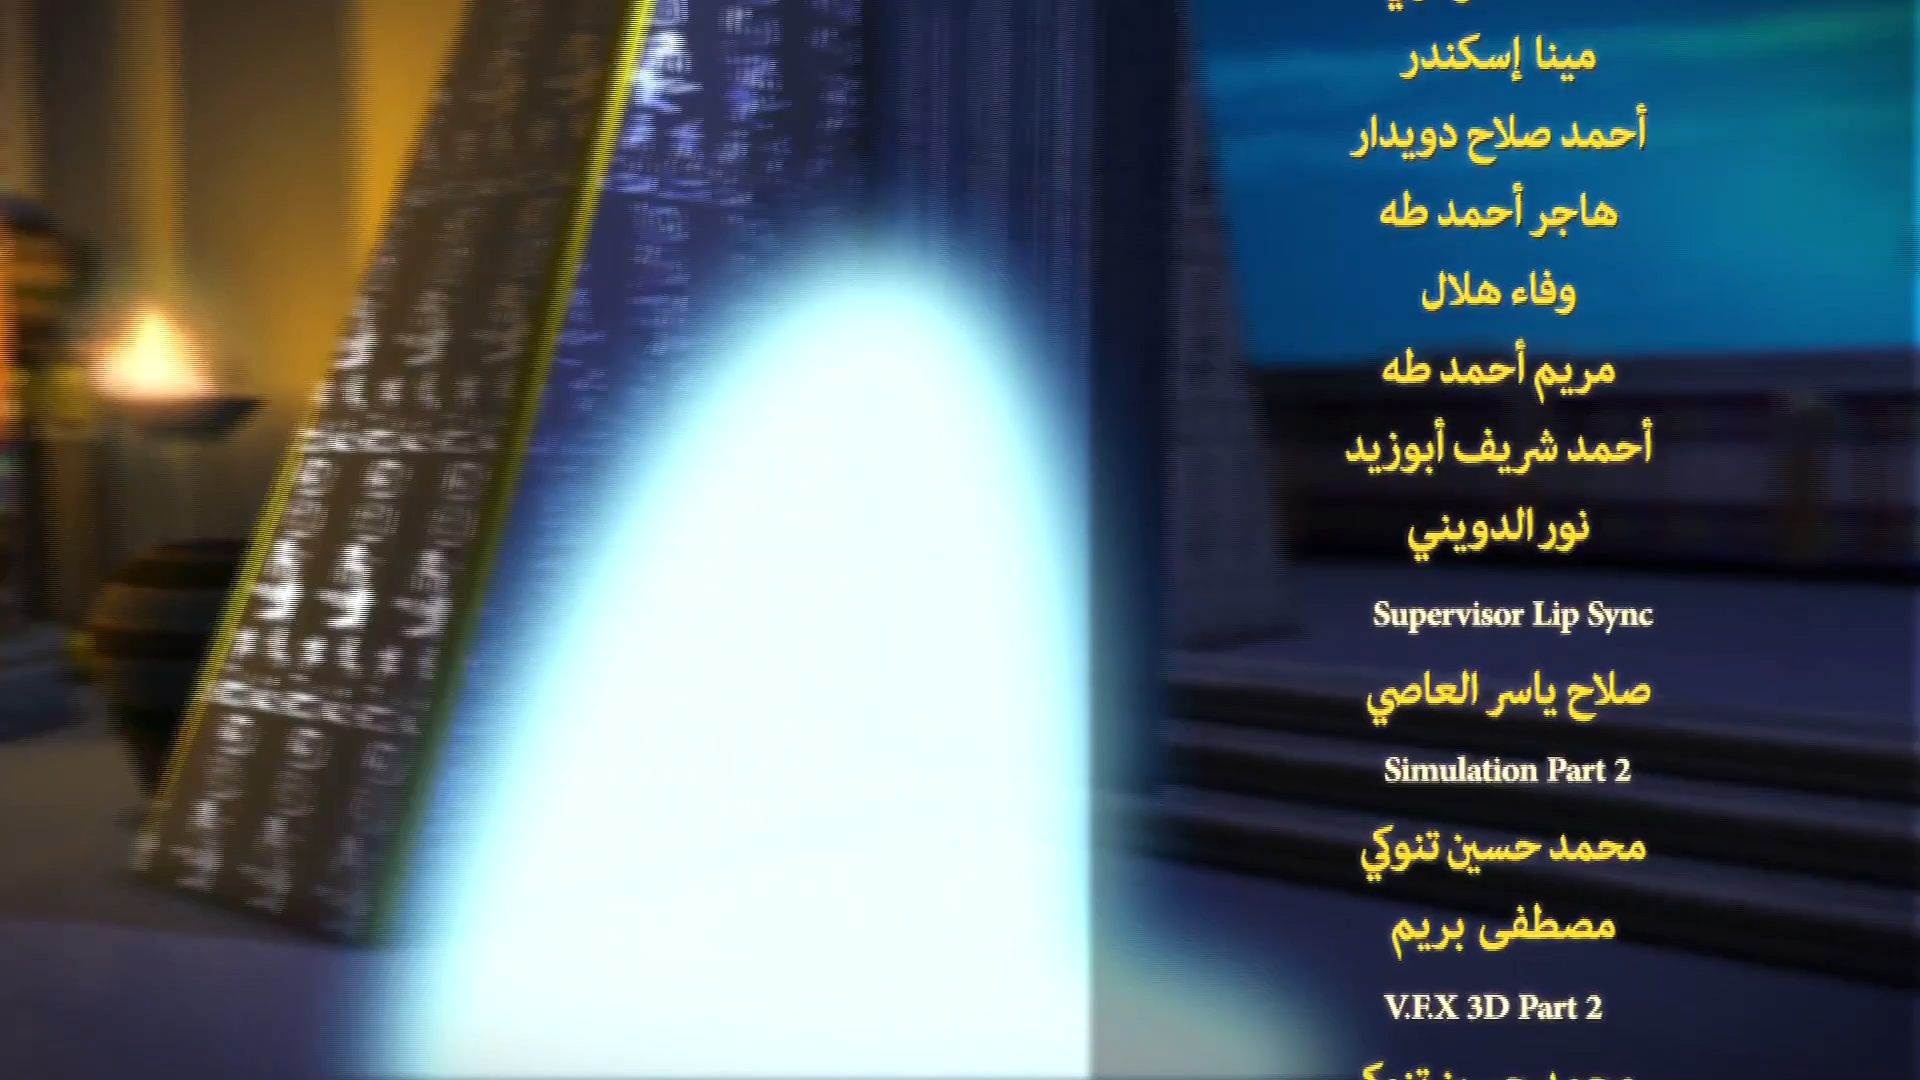 مينا إسكندر
أحمد صلاح دويدار
هاجر أحمد طه
وفاء هلال
مريم أحمد طه
أحمد شريف أبوزيد
نور الدويني
Supervisor Lip Sync
صلاح ياسر العاصي
Simulation Part 2
محمد حسين تنوكي
مصطفى بريم
V.F.X 3D Part 2